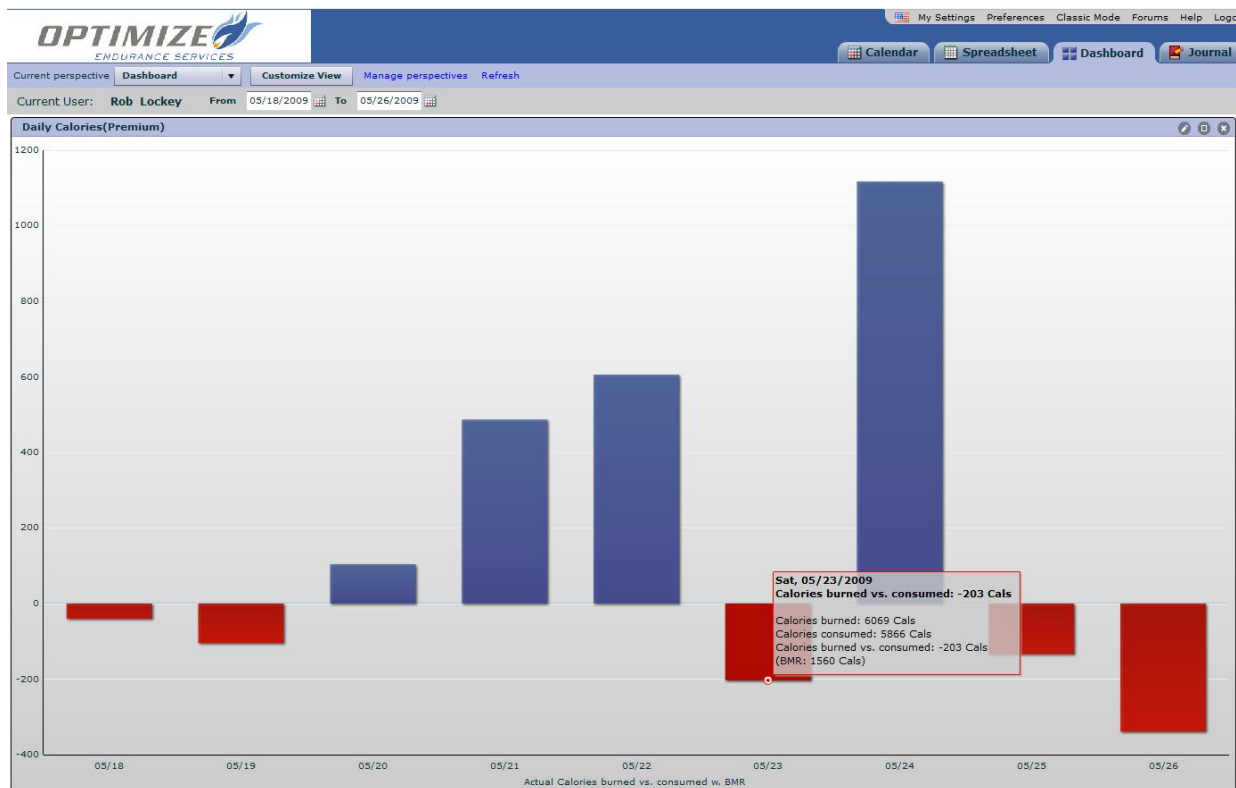 My Settings Preferences Classic Mode Forums Help Logo
OPTIMIZE
ENDURANCE SERVICES
Calendar Spreadsheet Dashboard Journal
Current perspective Dashboard Customize View Manage perspectives Refresh
Current User: Rob Lockey From 05/18/2009 To 05/26/2009
Daily Calories(Premium)
1200
1000
800
600
400
200
0
-200
-400
Sat, 05/23/2009
Calories burned vs. consumed: -203 Cals
Calories burned: 6069 Cals
Calories consumed: 5866 Cals
Calories burned vs. consumed: -203 Cals
(BMR: 1560 Cals)
05/18 05/19 05/20 05/21 05/22 05/23 05/24 05/25 05/26
Actual Calories burned vs. consumed w. BMR